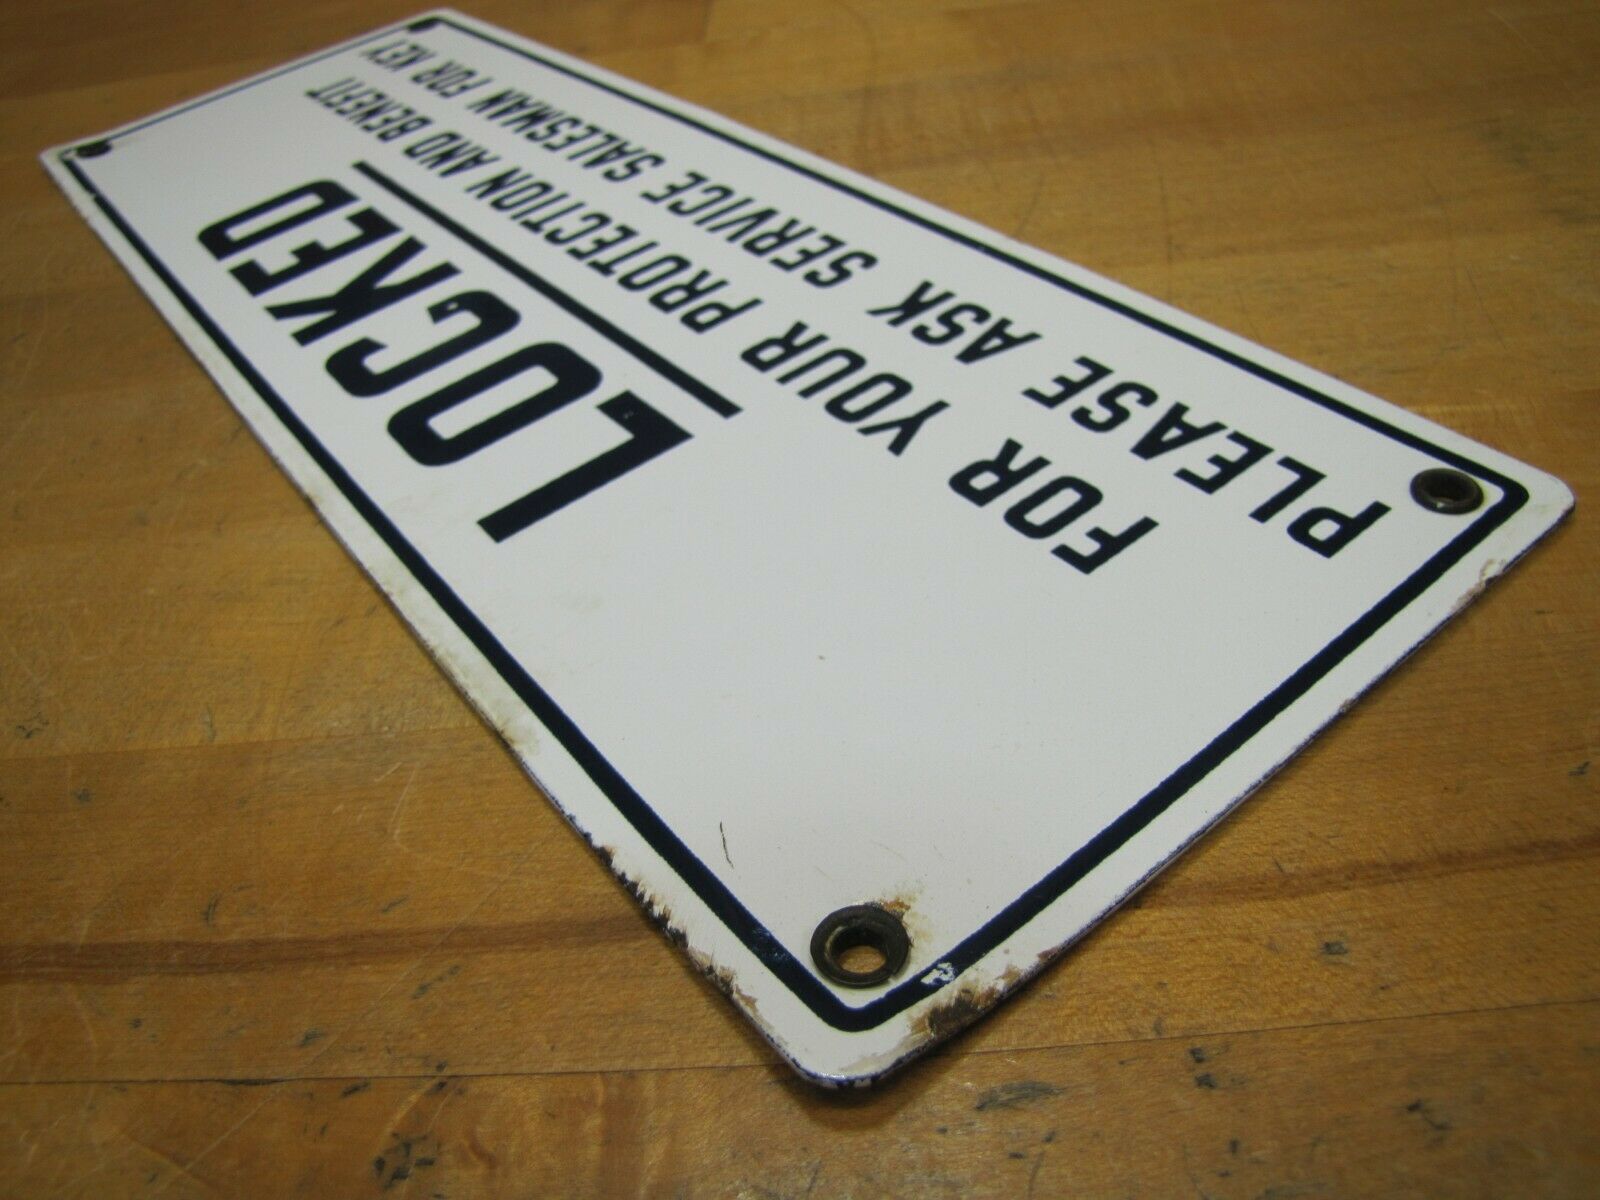 LOCKED
FOR YOUR PROTECTION AND BENEFIT
PLEASE ASK SERVICE SALESMAN FOR KEY